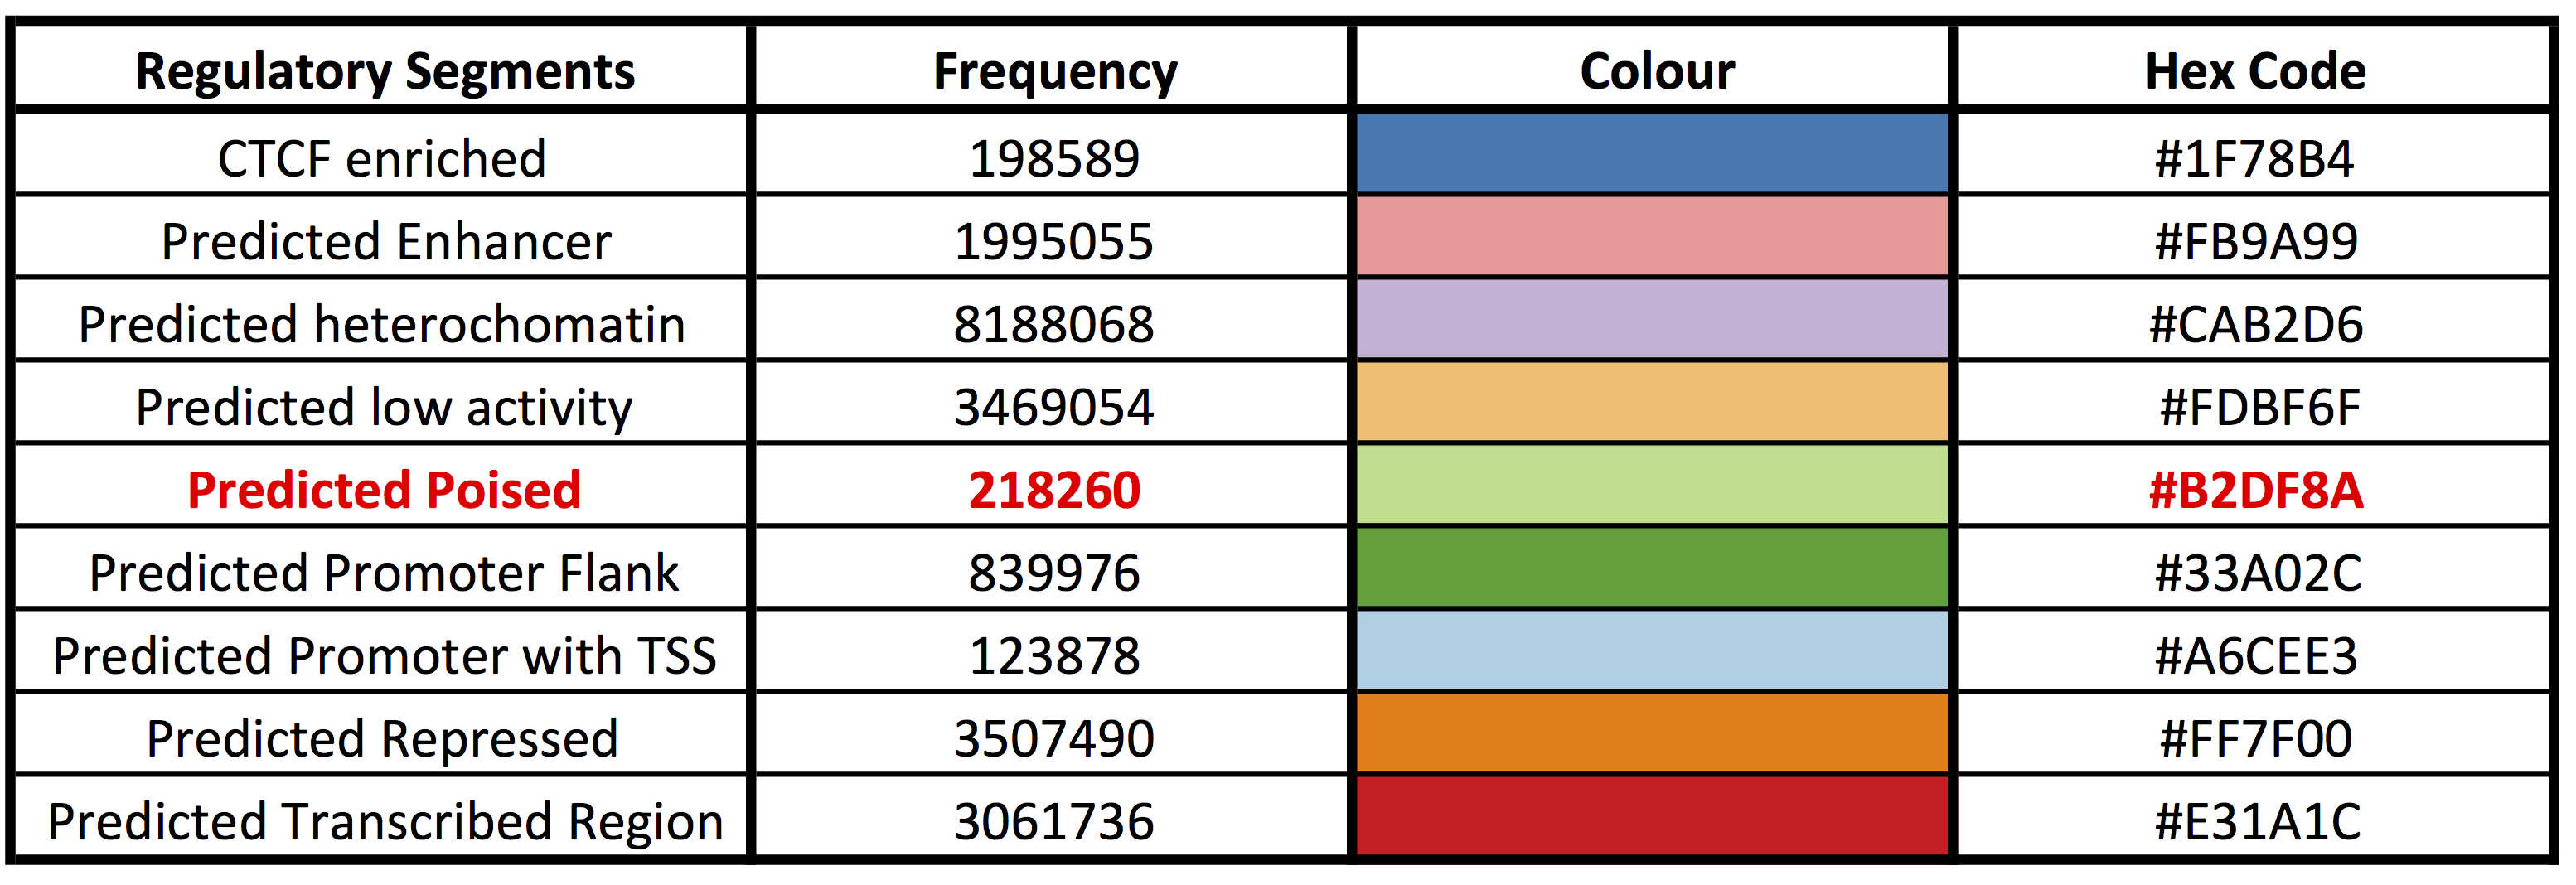 Regulatory Segments Frequency Colour Hex Code
CTCF enriched 198589 #1F78B4
Predicted Enhancer 1995055 #FB9A99
Predicted heterochomatin 8188068 #CAB2D6
Predicted low activity 3469054 #FDBF6F
Predicted Poised 218260 #B2DF8A
Predicted Promoter Flank 839976 #33A02C
Predicted Promoter with TSS 123878 #A6CEE3
Predicted Repressed 3507490 #FF7F00
Predicted Transcribed Region 3061736 #E31A1C